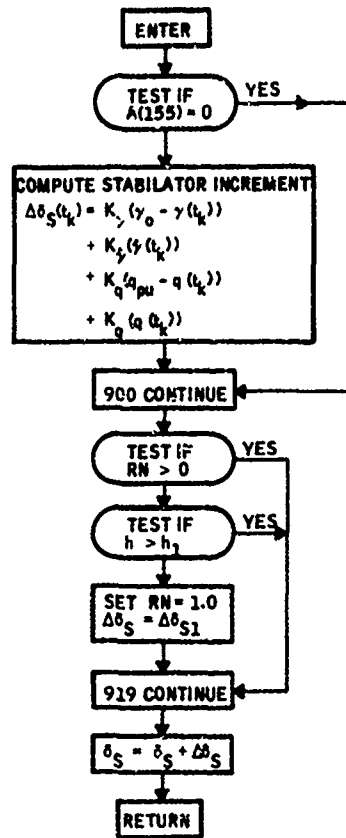 ENTER
TEST IF
A(155) = 0
YES
COMPUTE STABILATOR INCREMENT
Δδ_S(t_k) = K_γ (γ_o - γ(t_k))
+ K_γ̇ (γ̇ (t_k))
+ K_q (q_pu - q (t_k))
+ K_q̇ (q̇ (t_k))
900 CONTINUE
TEST IF
RN > 0
YES
TEST IF
h > h_1
YES
SET RN = 1.0
Δδ_S = Δδ_S1
919 CONTINUE
δ_S = δ_S + Δδ_S
RETURN